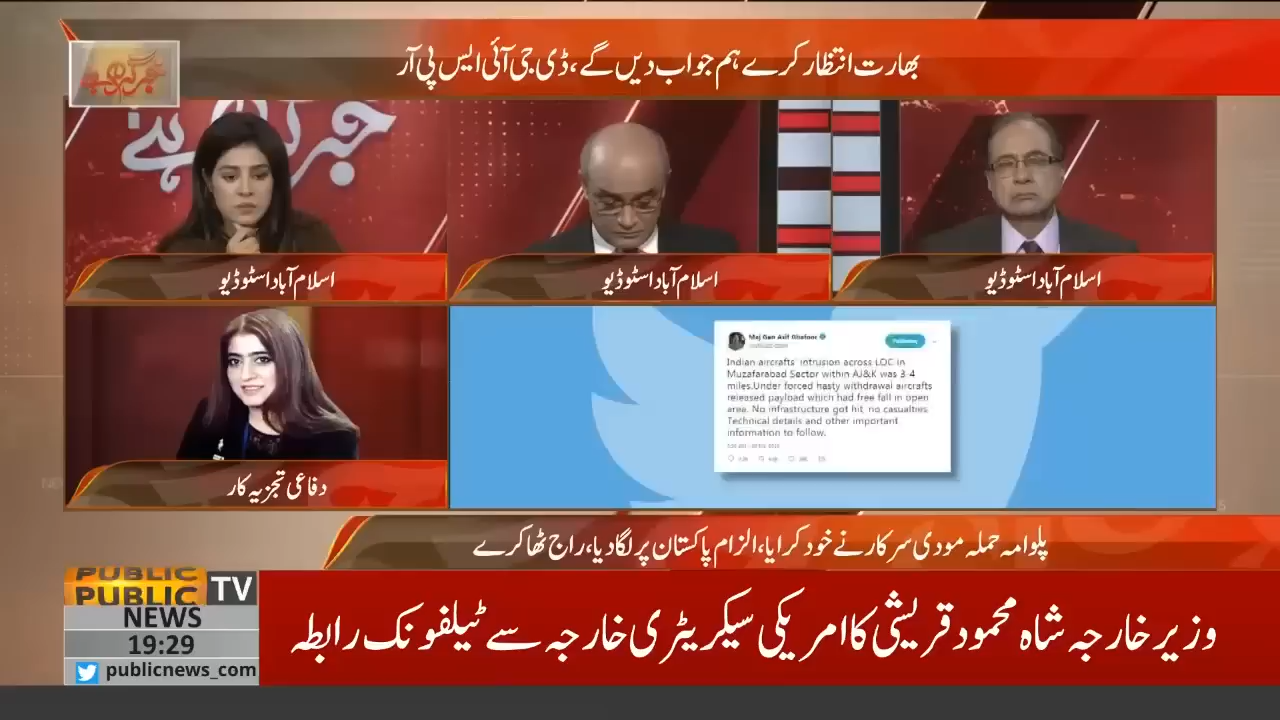 بھارت انتظار کرے ہم جواب دیں گے، ڈی جی آئی ایس پی آر
اسلام آباد اسٹوڈیو
اسلام آباد اسٹوڈیو
اسلام آباد اسٹوڈیو
دفاعی تجزیہ کار
Maj Gen Asif Ghafoor
Indian aircrafts' intrusion across LOC in
Muzafarabad Sector within AJ&K was 3-4
miles.Under forced hasty withdrawal aircrafts
released payload which had free fall in open
area. No infrastructure got hit, no casualties.
Technical details and other important
information to follow.
پلوامہ حملہ مودی سرکار نے خود کرایا، الزام پاکستان پر لگا دیا، راج ٹھاکرے
PUBLIC
PUBLIC TV
NEWS
19:29
publicnews_com
وزیر خارجہ شاہ محمود قریشی کا امریکی سیکریٹری خارجہ سے ٹیلفونک رابطہ